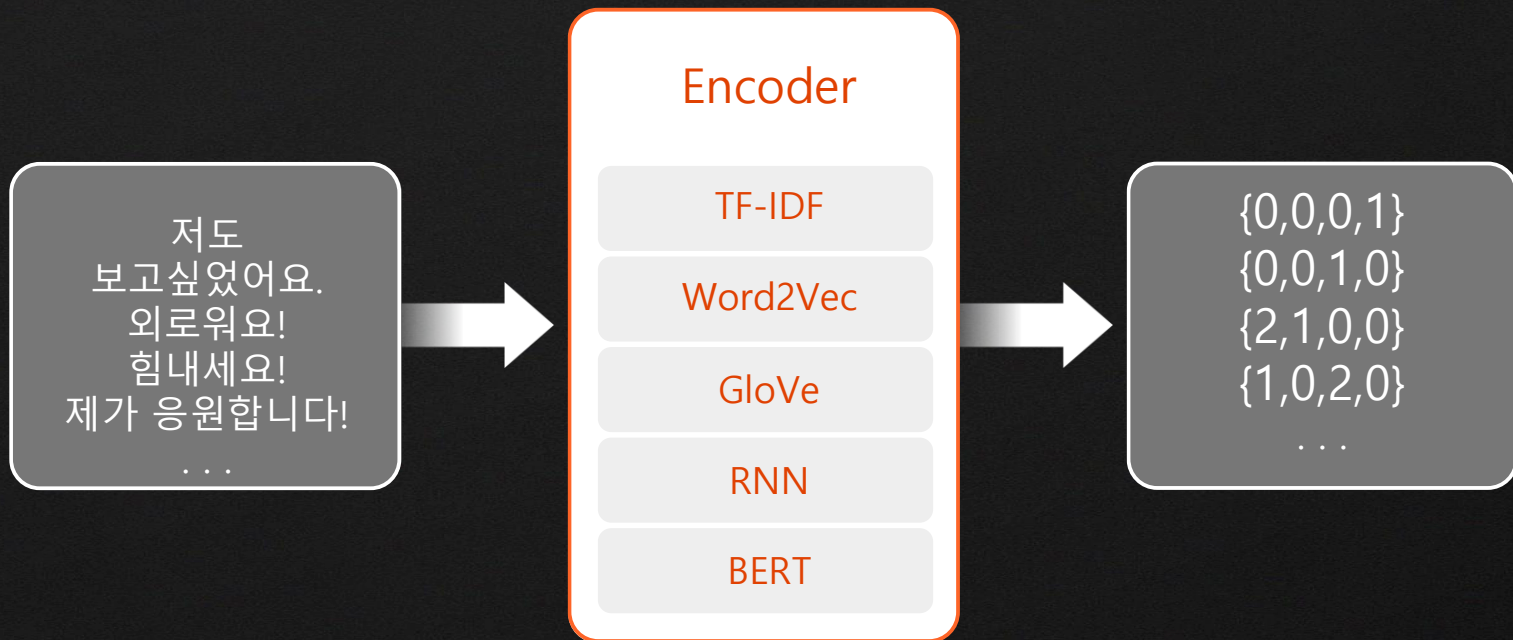 저도
보고싶었어요.
외로워요!
힘내세요!
제가 응원합니다!
. . .
Encoder
TF-IDF
Word2Vec
GloVe
RNN
BERT
{0,0,0,1}
{0,0,1,0}
{2,1,0,0}
{1,0,2,0}
. . .